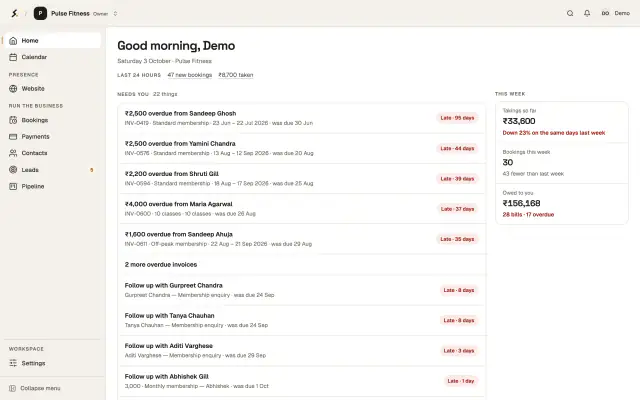 P Pulse Fitness Owner
DO Demo
Home
Calendar
PRESENCE
Website
RUN THE BUSINESS
Bookings
Payments
Contacts
Leads 5
Pipeline
WORKSPACE
Settings
Collapse menu
Good morning, Demo
Saturday 3 October · Pulse Fitness
LAST 24 HOURS 47 new bookings ₹8,700 taken
NEEDS YOU 22 things
₹2,500 overdue from Sandeep Ghosh
INV-0419 · Standard membership · 23 Jun – 22 Jul 2026 · was due 30 Jun
Late · 95 days
₹2,500 overdue from Yamini Chandra
INV-0576 · Standard membership · 13 Aug – 12 Sep 2026 · was due 20 Aug
Late · 44 days
₹2,200 overdue from Shruti Gill
INV-0594 · Standard membership · 18 Aug – 17 Sep 2026 · was due 25 Aug
Late · 39 days
₹4,000 overdue from Maria Agarwal
INV-0600 · 10 classes · 10 classes · was due 26 Aug
Late · 37 days
₹1,600 overdue from Sandeep Ahuja
INV-0611 · Off-peak membership · 22 Aug – 21 Sep 2026 · was due 29 Aug
Late · 35 days
2 more overdue invoices
Follow up with Gurpreet Chandra
Gurpreet Chandra — Membership enquiry · was due 24 Sep
Late · 8 days
Follow up with Tanya Chauhan
Tanya Chauhan — Membership enquiry · was due 24 Sep
Late · 8 days
Follow up with Aditi Varghese
Aditi Varghese — Membership enquiry · was due 29 Sep
Late · 3 days
Follow up with Abhishek Gill
3,000 · Monthly membership — Abhishek · was due 1 Oct
Late · 1 day
THIS WEEK
Takings so far
₹33,600
Down 23% on the same days last week
Bookings this week
30
43 fewer than last week
Owed to you
₹156,168
28 bills · 17 overdue